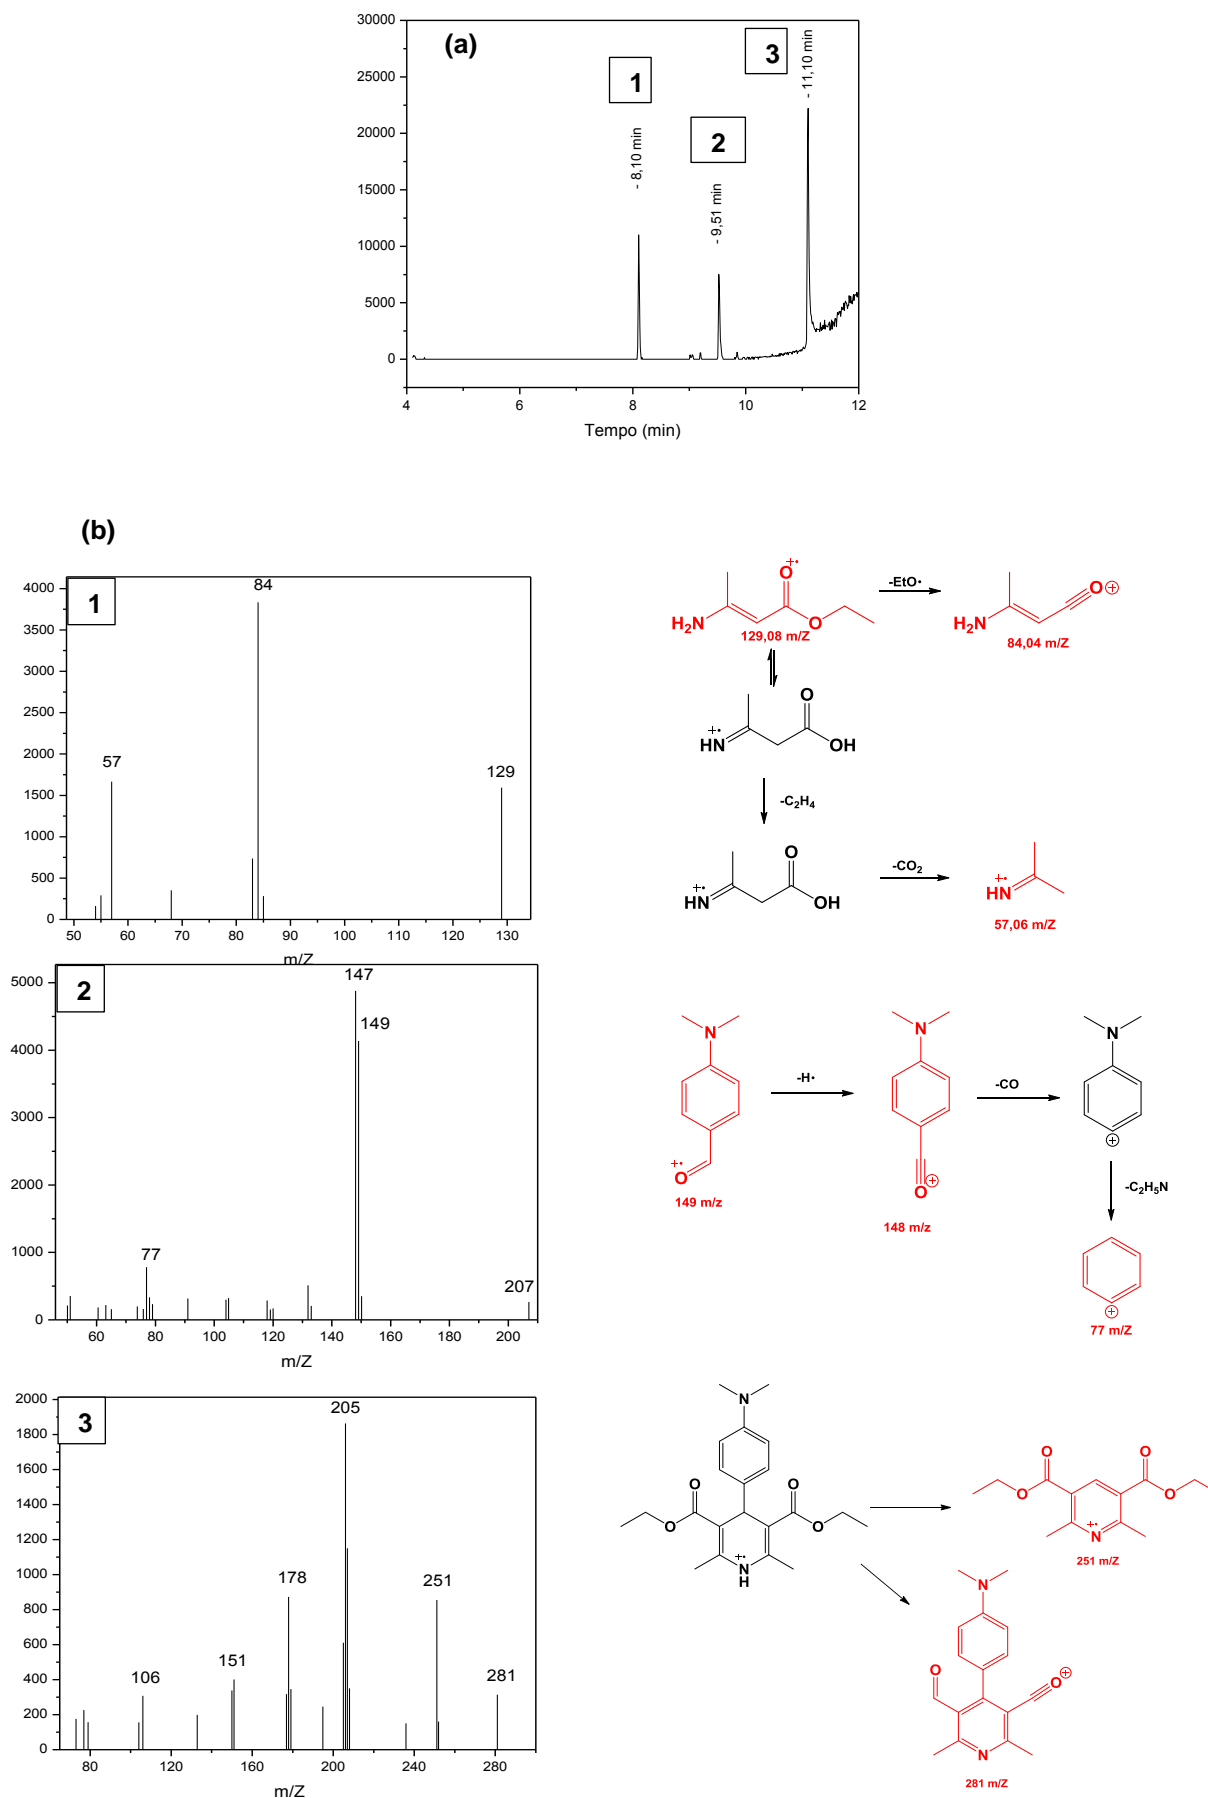 (a)
30000
25000
20000
15000
10000
5000
0
1
- 8,10 min
2
- 9,51 min
3
- 11,10 min
4 6 8 10 12
Tempo (min)
(b)
1
4000
3500
3000
2500
2000
1500
1000
500
0
84
57
129
50 60 70 80 90 100 110 120 130
m/Z
O +•
H2N
O
129,08 m/Z
-EtO•
H2N
O ⊕
84,04 m/Z
+•
HN
O
OH
-C2H4
+•
HN
O
OH
-CO2
+•
HN
57,06 m/Z
2
5000
4000
3000
2000
1000
0
147
149
77
207
60 80 100 120 140 160 180 200
m/Z
N
+•
O
149 m/z
-H•
N
O ⊕
148 m/z
-CO
N
⊕
-C2H5N
⊕
77 m/Z
3
2000
1800
1600
1400
1200
1000
800
600
400
200
0
205
178
251
151
106
281
80 120 160 200 240 280
m/Z
N
O
O
O
O
+•
N
H
O
O
O
O
+•
N
251 m/Z
N
O
O ⊕
N
281 m/Z